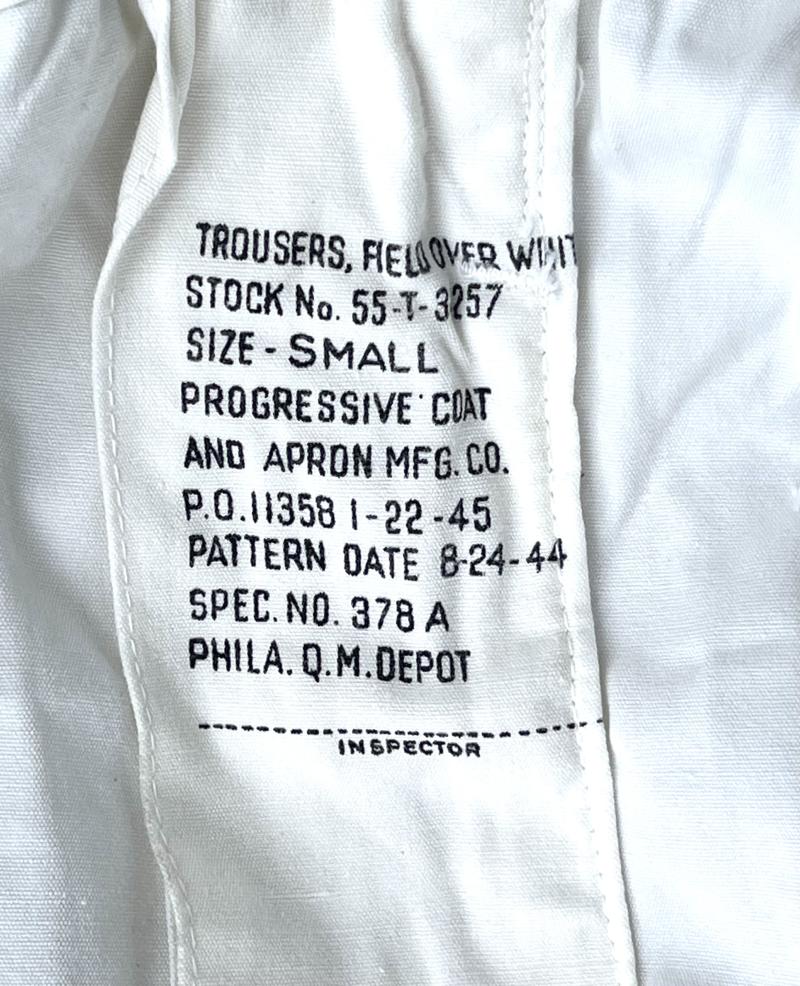 TROUSERS, FIELD OVER WHIT
STOCK No. 55-T-3257
SIZE - SMALL
PROGRESSIVE COAT
AND APRON MFG. CO.
P.O. 11358 1-22-45
PATTERN DATE 8-24-44
SPEC. NO. 378 A
PHILA. Q.M. DEPOT
INSPECTOR